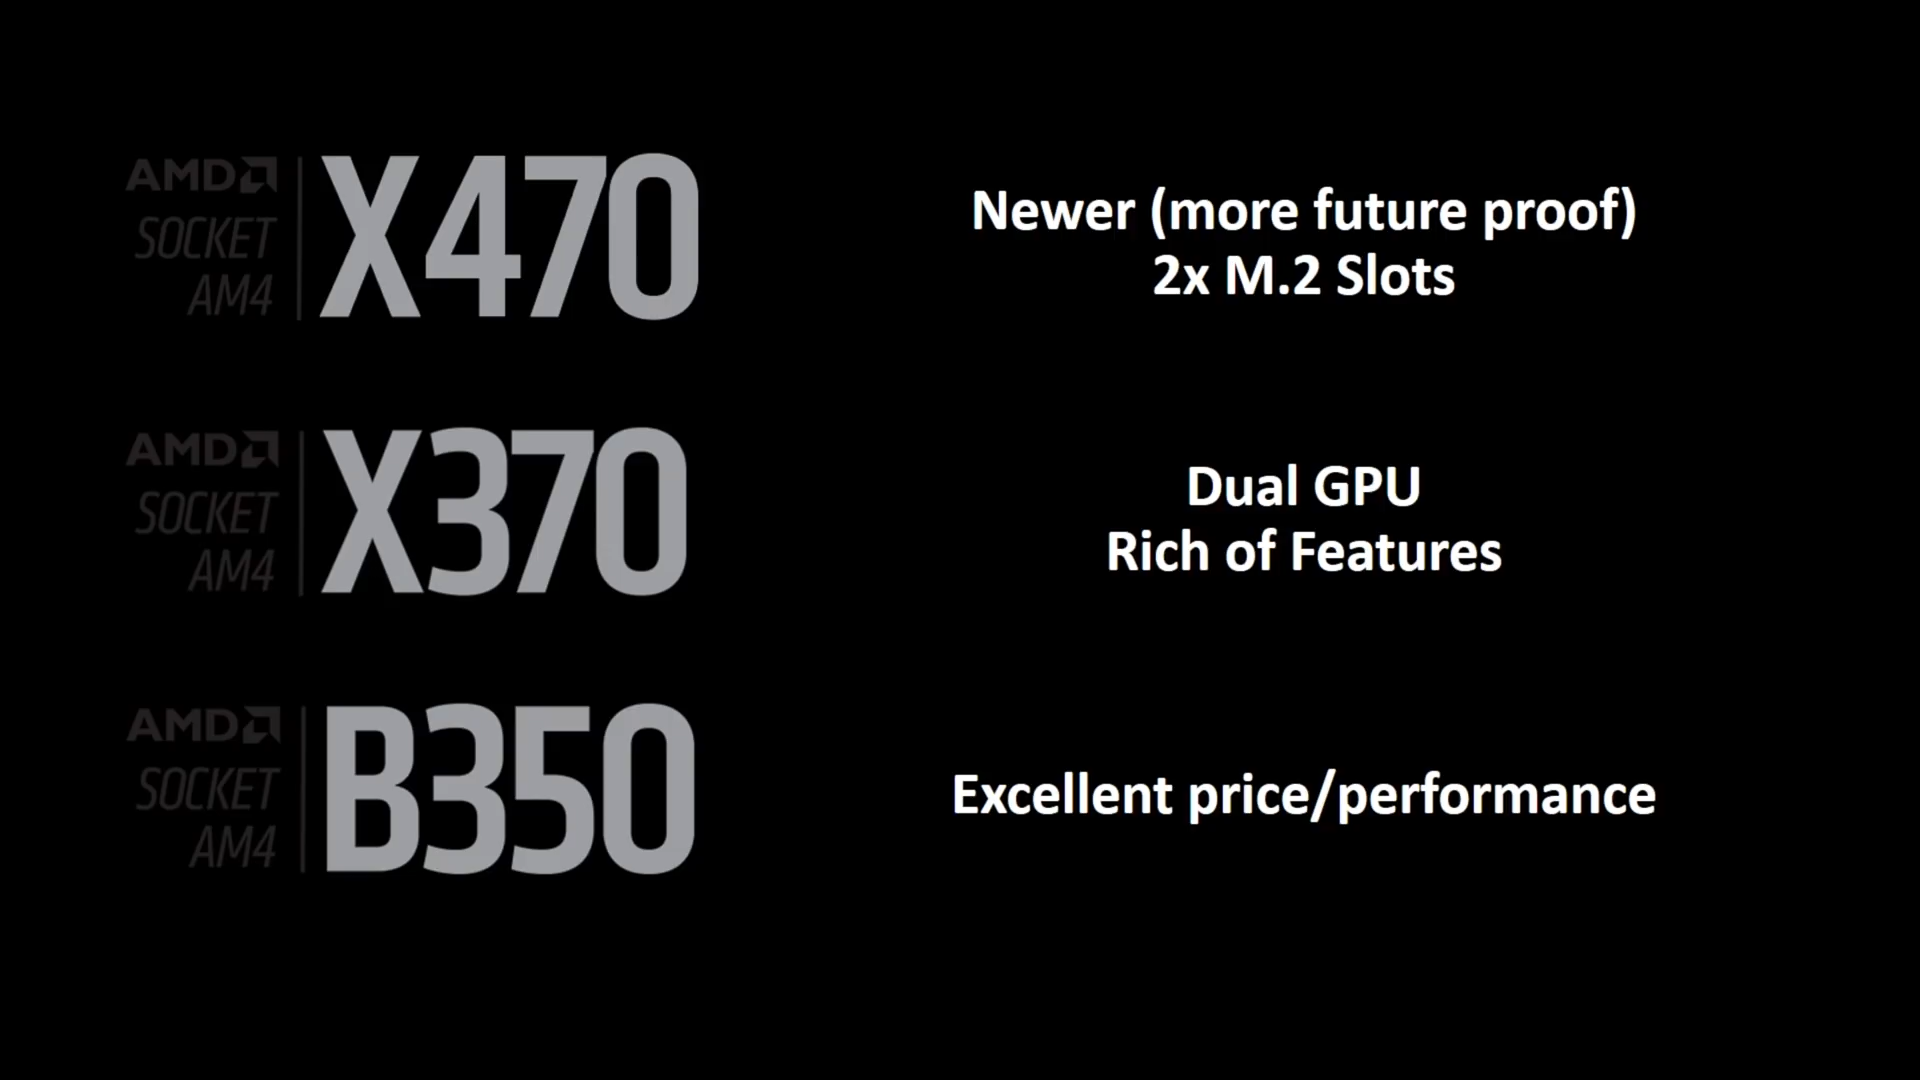 AMD
SOCKET
AM4
X470
Newer (more future proof)
2x M.2 Slots
AMD
SOCKET
AM4
X370
Dual GPU
Rich of Features
AMD
SOCKET
AM4
B350
Excellent price/performance